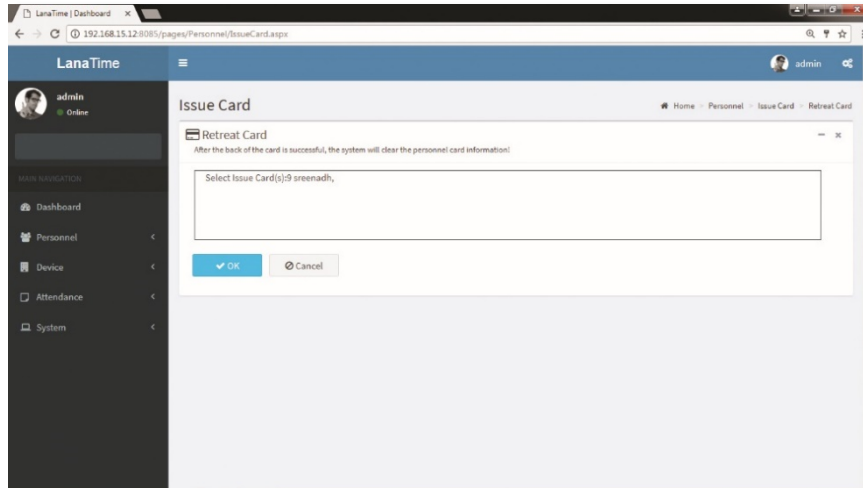 LanaTime | Dashboard
192.168.15.12:8085/pages/Personnel/IssueCard.aspx
LanaTime
admin
admin
Online
Issue Card
Home > Personnel > Issue Card > Retreat Card
Retreat Card
After the back of the card is successful, the system will clear the personnel card information!
MAIN NAVIGATION
Select Issue Card(s):9 sreenadh,
Dashboard
Personnel
Device
OK
Cancel
Attendance
System